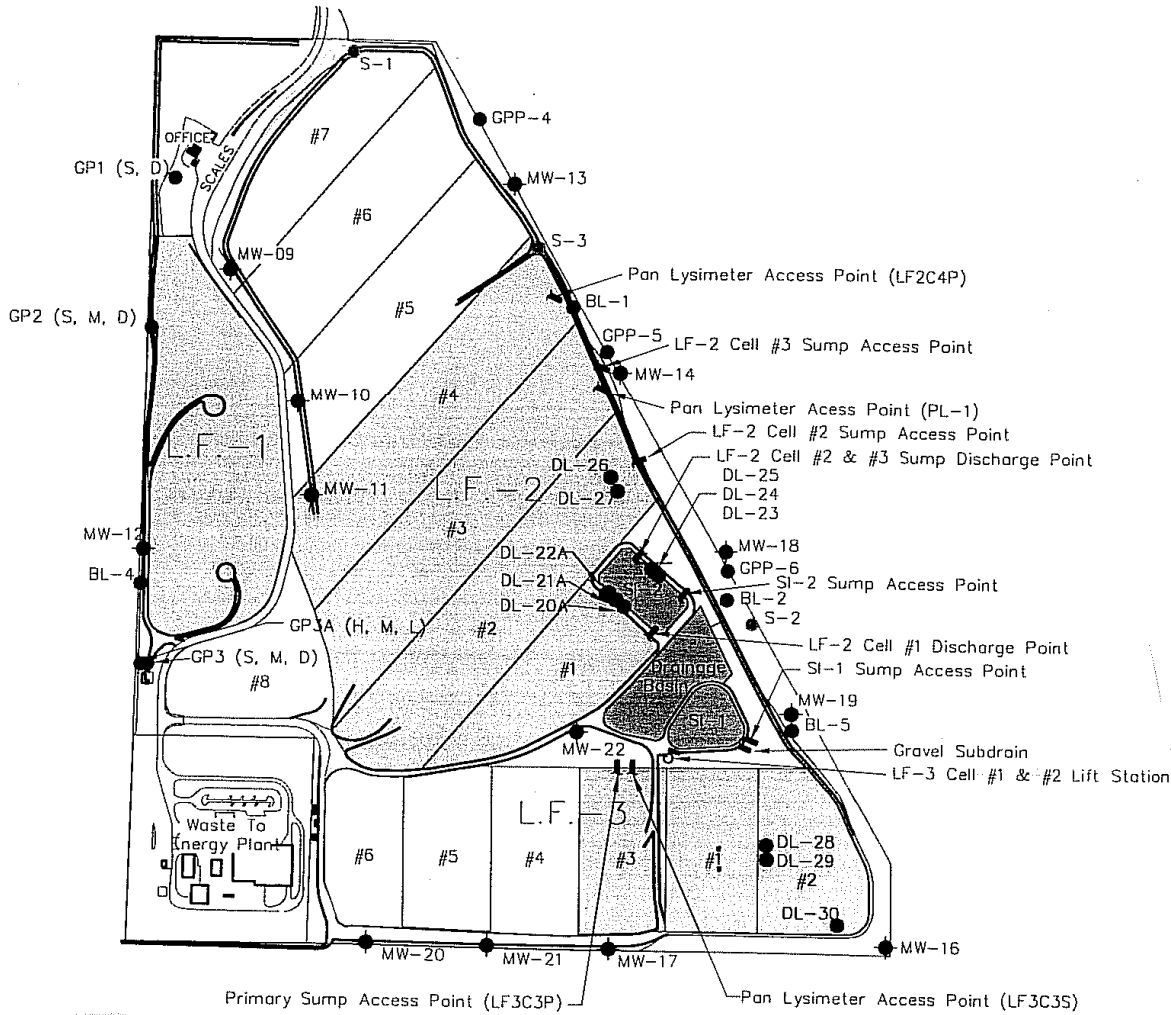 S-1
GPP-4
#7
OFFICE
GP1 (S, D)
SCALES
MW-13
#6
S-3
MW-09
Pan Lysimeter Access Point (LF2C4P)
#5
BL-1
GP2 (S, M, D)
GPP-5
LF-2 Cell #3 Sump Access Point
MW-14
#4
MW-10
Pan Lysimeter Acess Point (PL-1)
L.F.-1
LF-2 Cell #2 Sump Access Point
LF-2 Cell #2 & #3 Sump Discharge Point
DL-26
DL-25
L.F.-2
DL-27
DL-24
MW-11
DL-23
#3
MW-12
DL-22A
MW-18
GPP-6
BL-4
DL-21A
SI-2 Sump Access Point
DL-20A
BL-2
S-2
GP3A (H, M, L)
#2
LF-2 Cell #1 Discharge Point
GP3 (S, M, D)
#1
Drainage
Basin
SI-1 Sump Access Point
#8
SI-1
MW-19
BL-5
MW-22
Gravel Subdrain
LF-3 Cell #1 & #2 Lift Station
L.F.-3
Waste To
Energy Plant
#6
#5
#4
#3
#1
DL-28
DL-29
#2
DL-30
MW-20
MW-21
MW-17
MW-16
Primary Sump Access Point (LF3C3P)
Pan Lysimeter Access Point (LF3C3S)